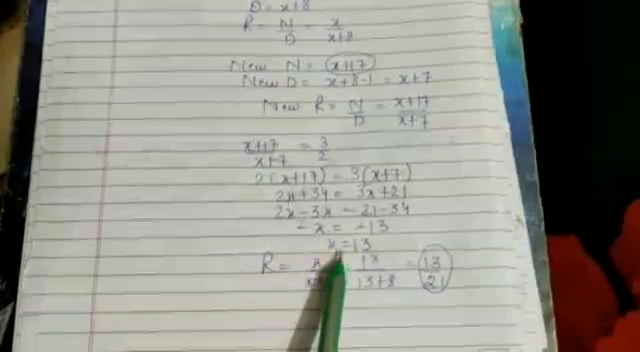 D = x+8
R = N/D = x/x+8
New N = x+17
New D = x+8-1 = x+7
New R = N/D = x+17/x+7
x+17/x+7 = 3/2
2(x+17) = 3(x+7)
2x+34 = 3x+21
2x-3x = 21-34
-x = -13
x=13
R = x 13/13+8 = 13/21